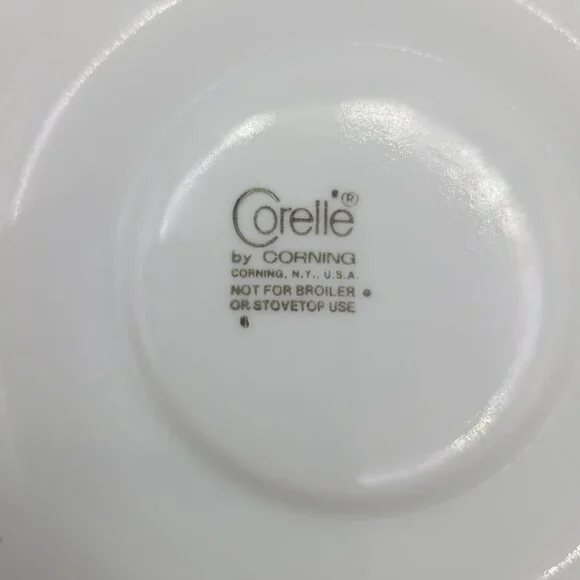 Corelle®
by CORNING
CORNING, N.Y., U.S.A.
NOT FOR BROILER
OR STOVETOP USE